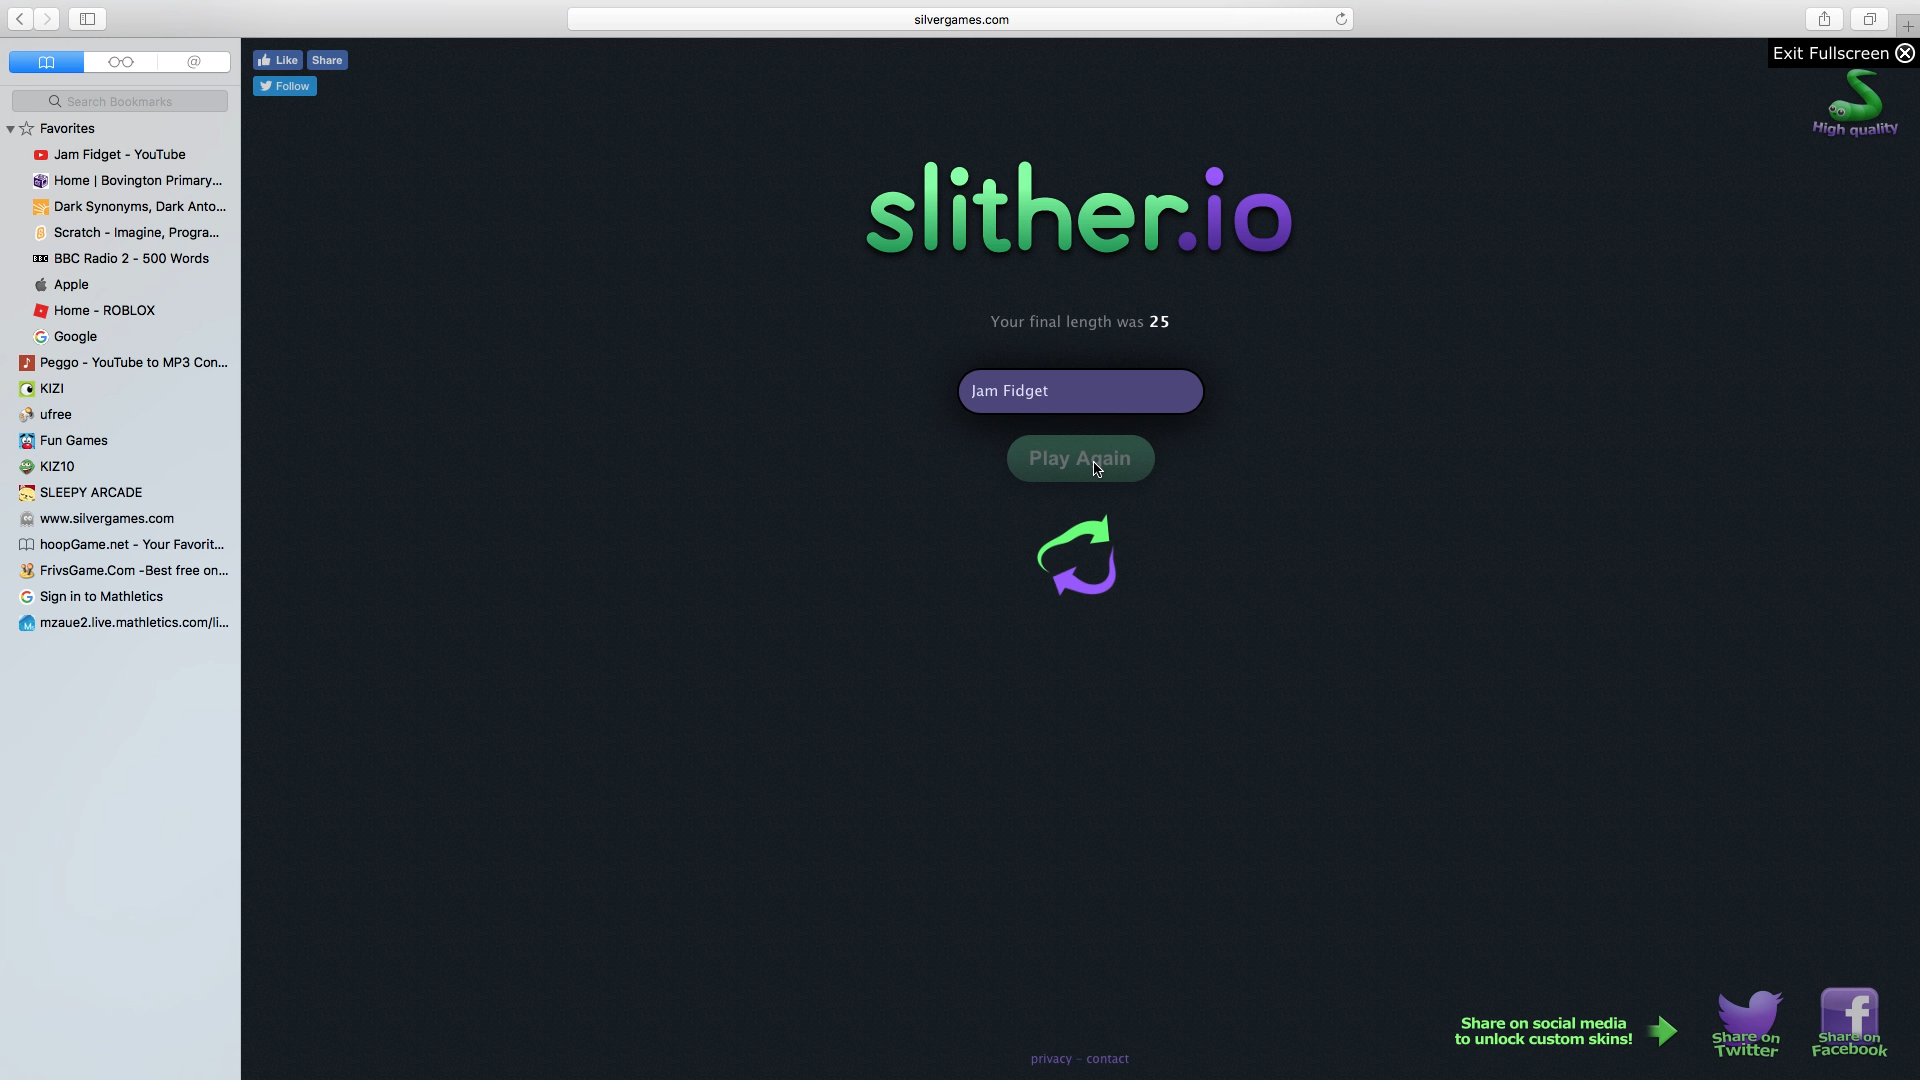 silvergames.com
@
Search Bookmarks
Favorites
Jam Fidget - YouTube
Home | Bovington Primary...
Dark Synonyms, Dark Anto...
Scratch - Imagine, Progra...
BBC
BBC Radio 2 - 500 Words
Apple
Home - ROBLOX
Google
Peggo - YouTube to MP3 Con...
KIZI
ufree
Fun Games
KIZ10
SLEEPY ARCADE
www.silvergames.com
hoopGame.net - Your Favorit...
FrivsGame.Com -Best free on...
Sign in to Mathletics
mzaue2.live.mathletics.com/li...
Like
Share
Follow
Exit Fullscreen
High quality
slither.io
Your final length was 25
Jam Fidget
Play Again
Share on social media
to unlock custom skins!
Share on
Twitter
Share on
Facebook
privacy - contact